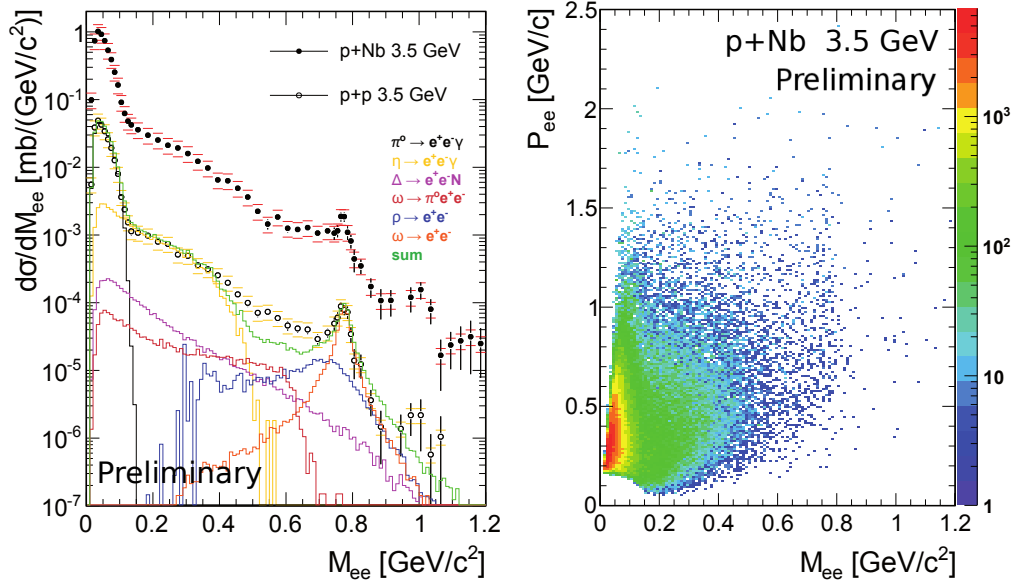 dσ/dM_ee [mb/(GeV/c²)]
1
10⁻¹
10⁻²
10⁻³
10⁻⁴
10⁻⁵
10⁻⁶
10⁻⁷
p+Nb 3.5 GeV
p+p 3.5 GeV
π⁰ → e⁺e⁻γ
η → e⁺e⁻γ
Δ → e⁺e⁻N
ω → π⁰e⁺e⁻
ρ → e⁺e⁻
ω → e⁺e⁻
sum
Preliminary
0 0.2 0.4 0.6 0.8 1 1.2
M_ee [GeV/c²]
P_ee [GeV/c]
2.5
2
1.5
1
0.5
0
p+Nb 3.5 GeV
Preliminary
0 0.2 0.4 0.6 0.8 1 1.2
M_ee [GeV/c²]
10³
10²
10
1